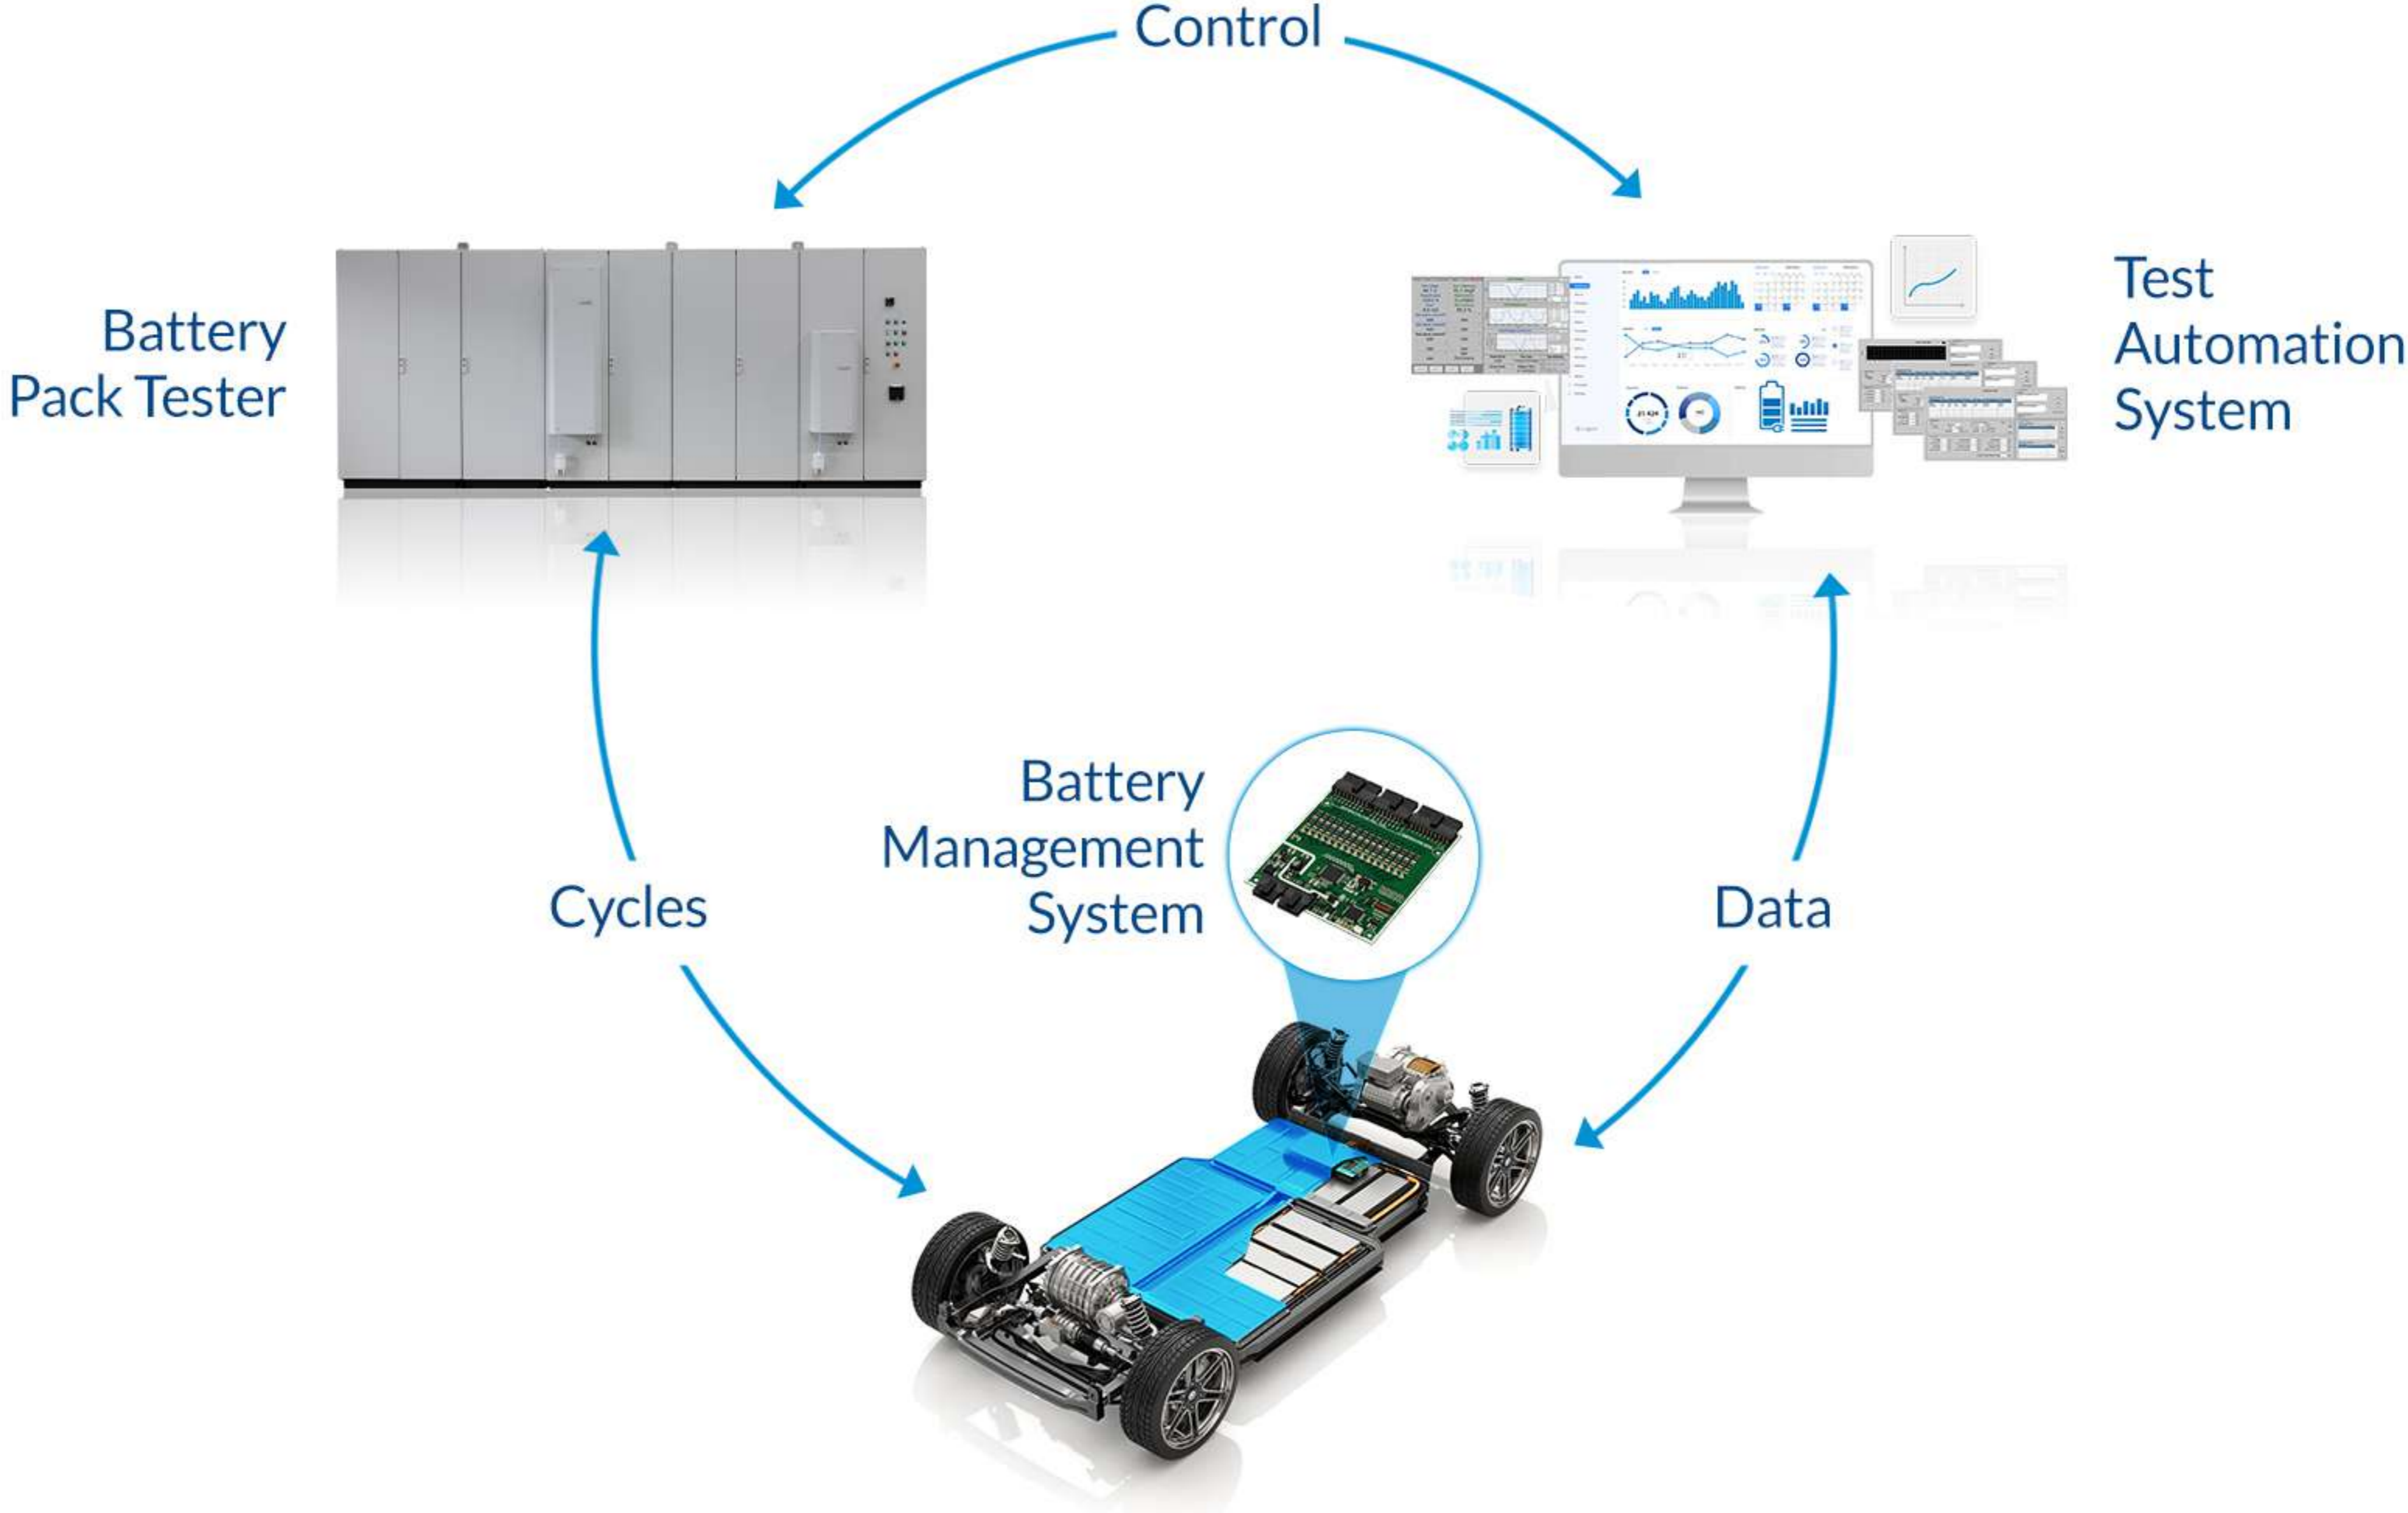 Control
Battery
Pack Tester
Test
Automation
System
Battery
Management
System
Cycles
Data